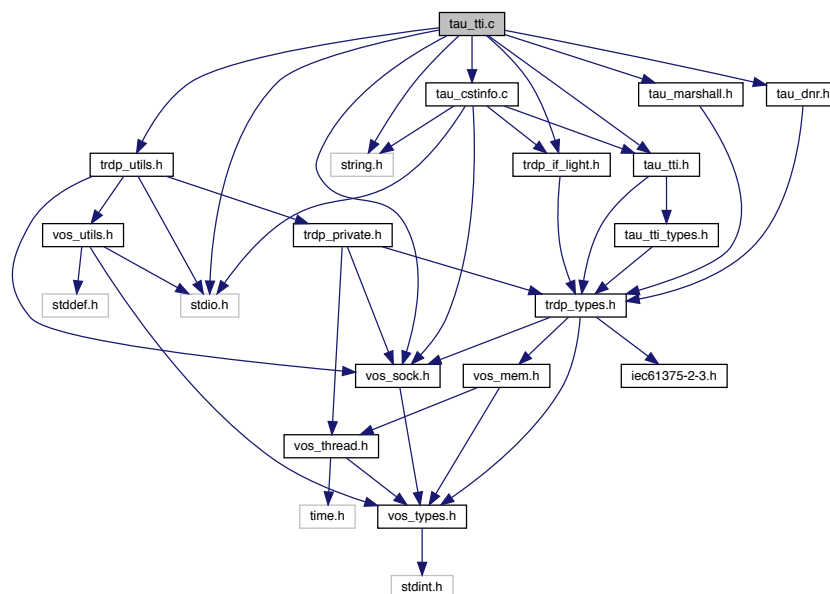 tau_tti.c
tau_cstinfo.c
tau_marshall.h
tau_dnr.h
trdp_utils.h
string.h
trdp_if_light.h
tau_tti.h
vos_utils.h
trdp_private.h
tau_tti_types.h
stddef.h
stdio.h
trdp_types.h
vos_sock.h
vos_mem.h
iec61375-2-3.h
vos_thread.h
time.h
vos_types.h
stdint.h